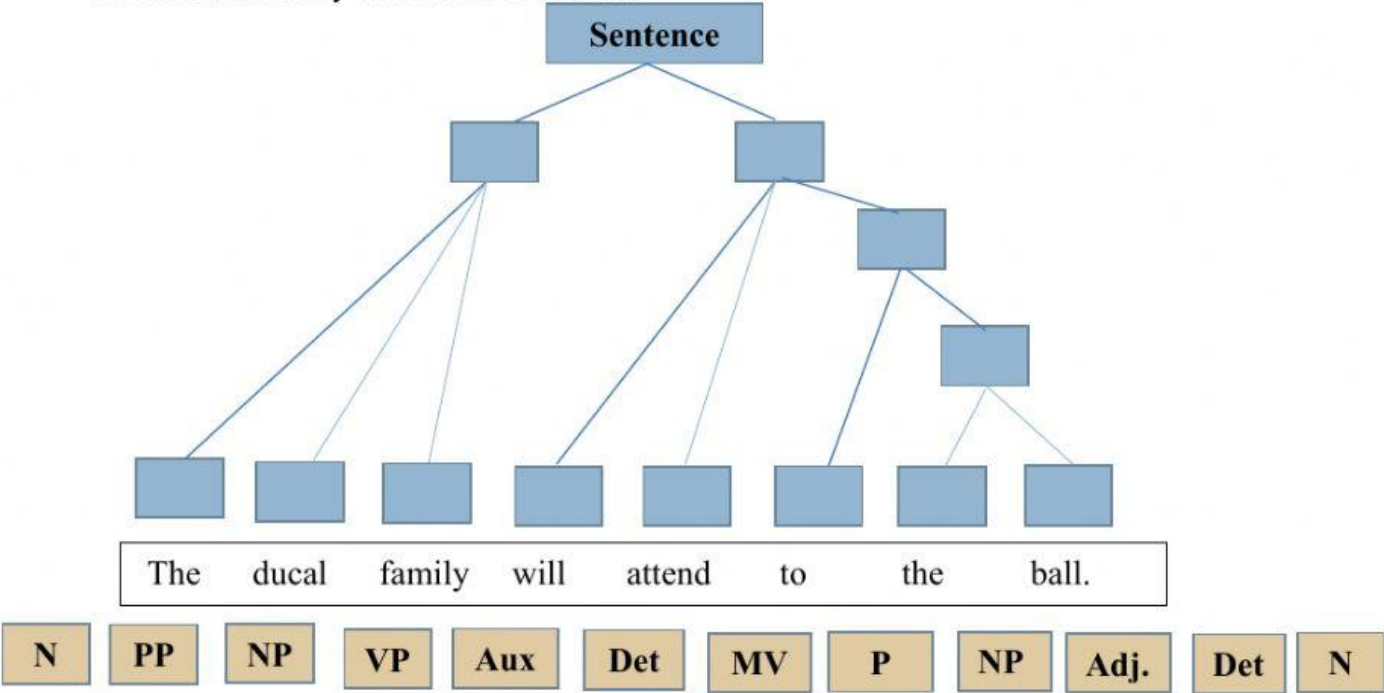 Sentence
The ducal family will attend to the ball.
N PP NP VP Aux Det MV P NP Adj. Det N